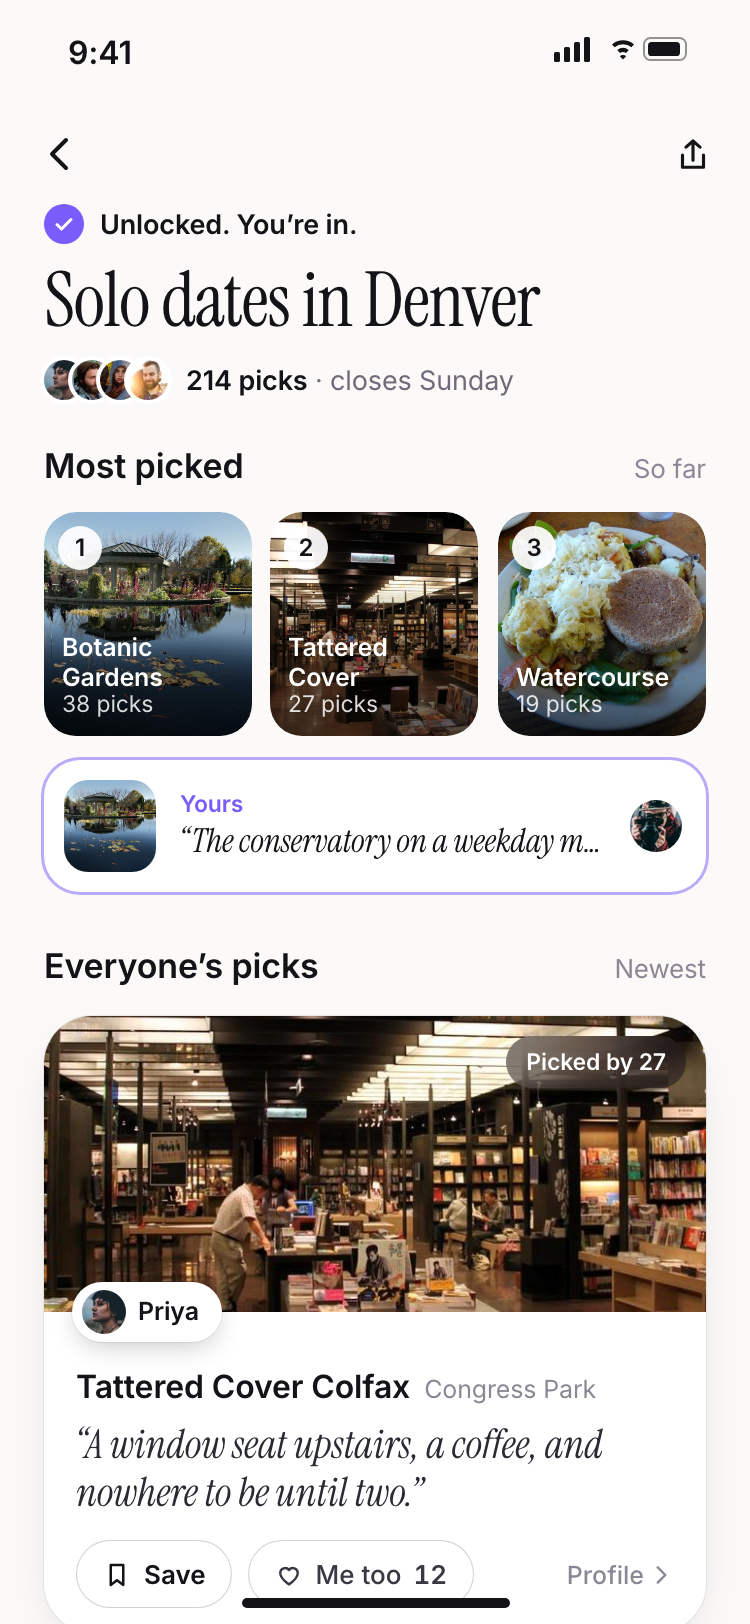 9:41
Unlocked. You’re in.
Solo dates in Denver
214 picks · closes Sunday
Most picked
So far
1
Botanic
Gardens
38 picks
2
Tattered
Cover
27 picks
3
Watercourse
19 picks
Yours
“The conservatory on a weekday m...
Everyone’s picks
Newest
Picked by 27
Priya
Tattered Cover Colfax Congress Park
“A window seat upstairs, a coffee, and
nowhere to be until two.”
Save
Me too 12
Profile